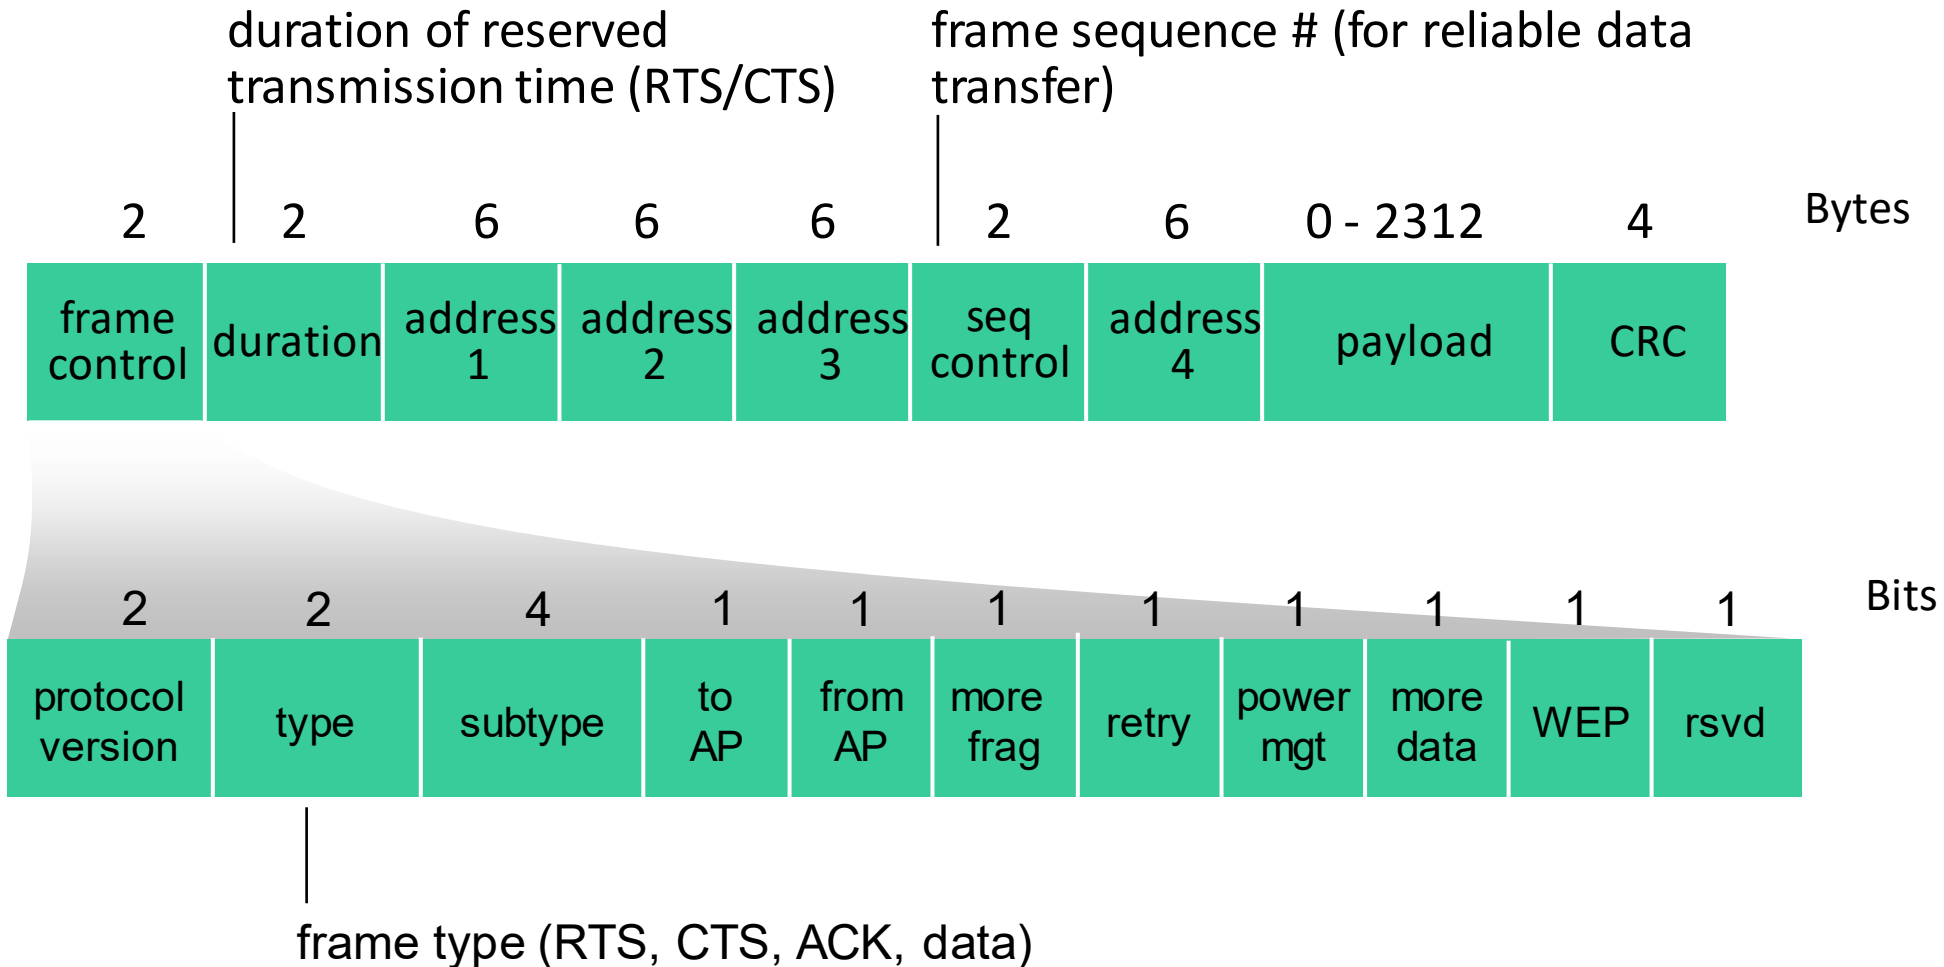 duration of reserved
transmission time (RTS/CTS)
frame sequence # (for reliable data
transfer)
2 2 6 6 6 2 6 0 - 2312 4 Bytes
frame
control
duration
address
1
address
2
address
3
seq
control
address
4
payload
CRC
2 2 4 1 1 1 1 1 1 1 1 Bits
protocol
version
type
subtype
to
AP
from
AP
more
frag
retry
power
mgt
more
data
WEP
rsvd
frame type (RTS, CTS, ACK, data)